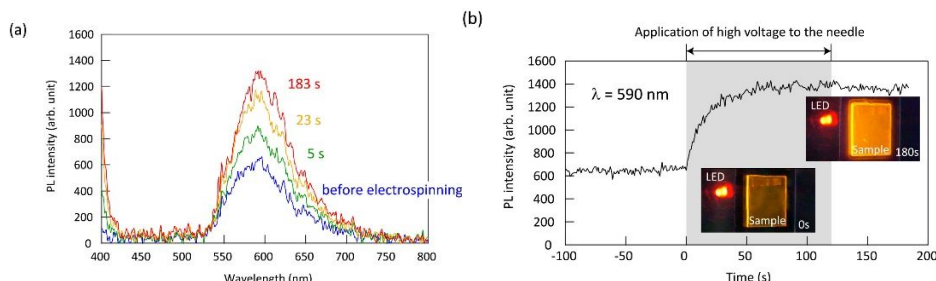 (a)
1600
1400
1200
1000
800
600
400
200
0
PL intensity (arb. unit)
183 s
23 s
5 s
before electrospinning
400 450 500 550 600 650 700 750 800
Wavelength (nm)
(b)
Application of high voltage to the needle
1600
1400
1200
1000
800
600
400
200
0
PL intensity (arb. unit)
λ = 590 nm
LED
Sample
180s
LED
Sample
0s
-100 -50 0 50 100 150 200
Time (s)